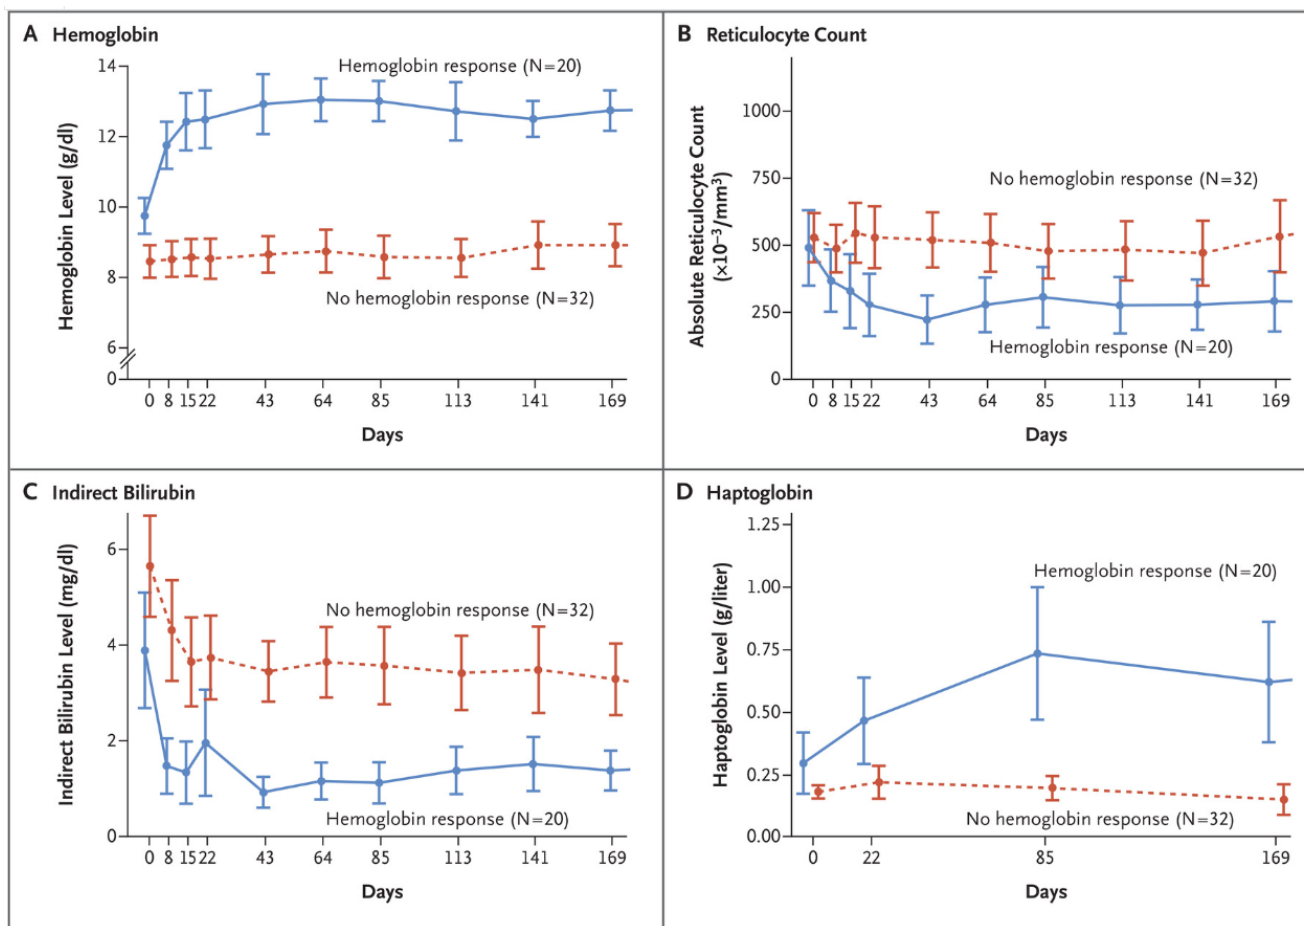 A Hemoglobin
Hemoglobin response (N=20)
No hemoglobin response (N=32)
Hemoglobin Level (g/dl)
14
12
10
8
6
0
0 8 15 22 43 64 85 113 141 169
Days
B Reticulocyte Count
No hemoglobin response (N=32)
Hemoglobin response (N=20)
Absolute Reticulocyte Count
(×10⁻³/mm³)
1000
750
500
250
0
0 8 15 22 43 64 85 113 141 169
Days
C Indirect Bilirubin
No hemoglobin response (N=32)
Hemoglobin response (N=20)
Indirect Bilirubin Level (mg/dl)
6
4
2
0
0 8 15 22 43 64 85 113 141 169
Days
D Haptoglobin
Hemoglobin response (N=20)
No hemoglobin response (N=32)
Haptoglobin Level (g/liter)
1.25
1.00
0.75
0.50
0.25
0.00
0 22 85 169
Days